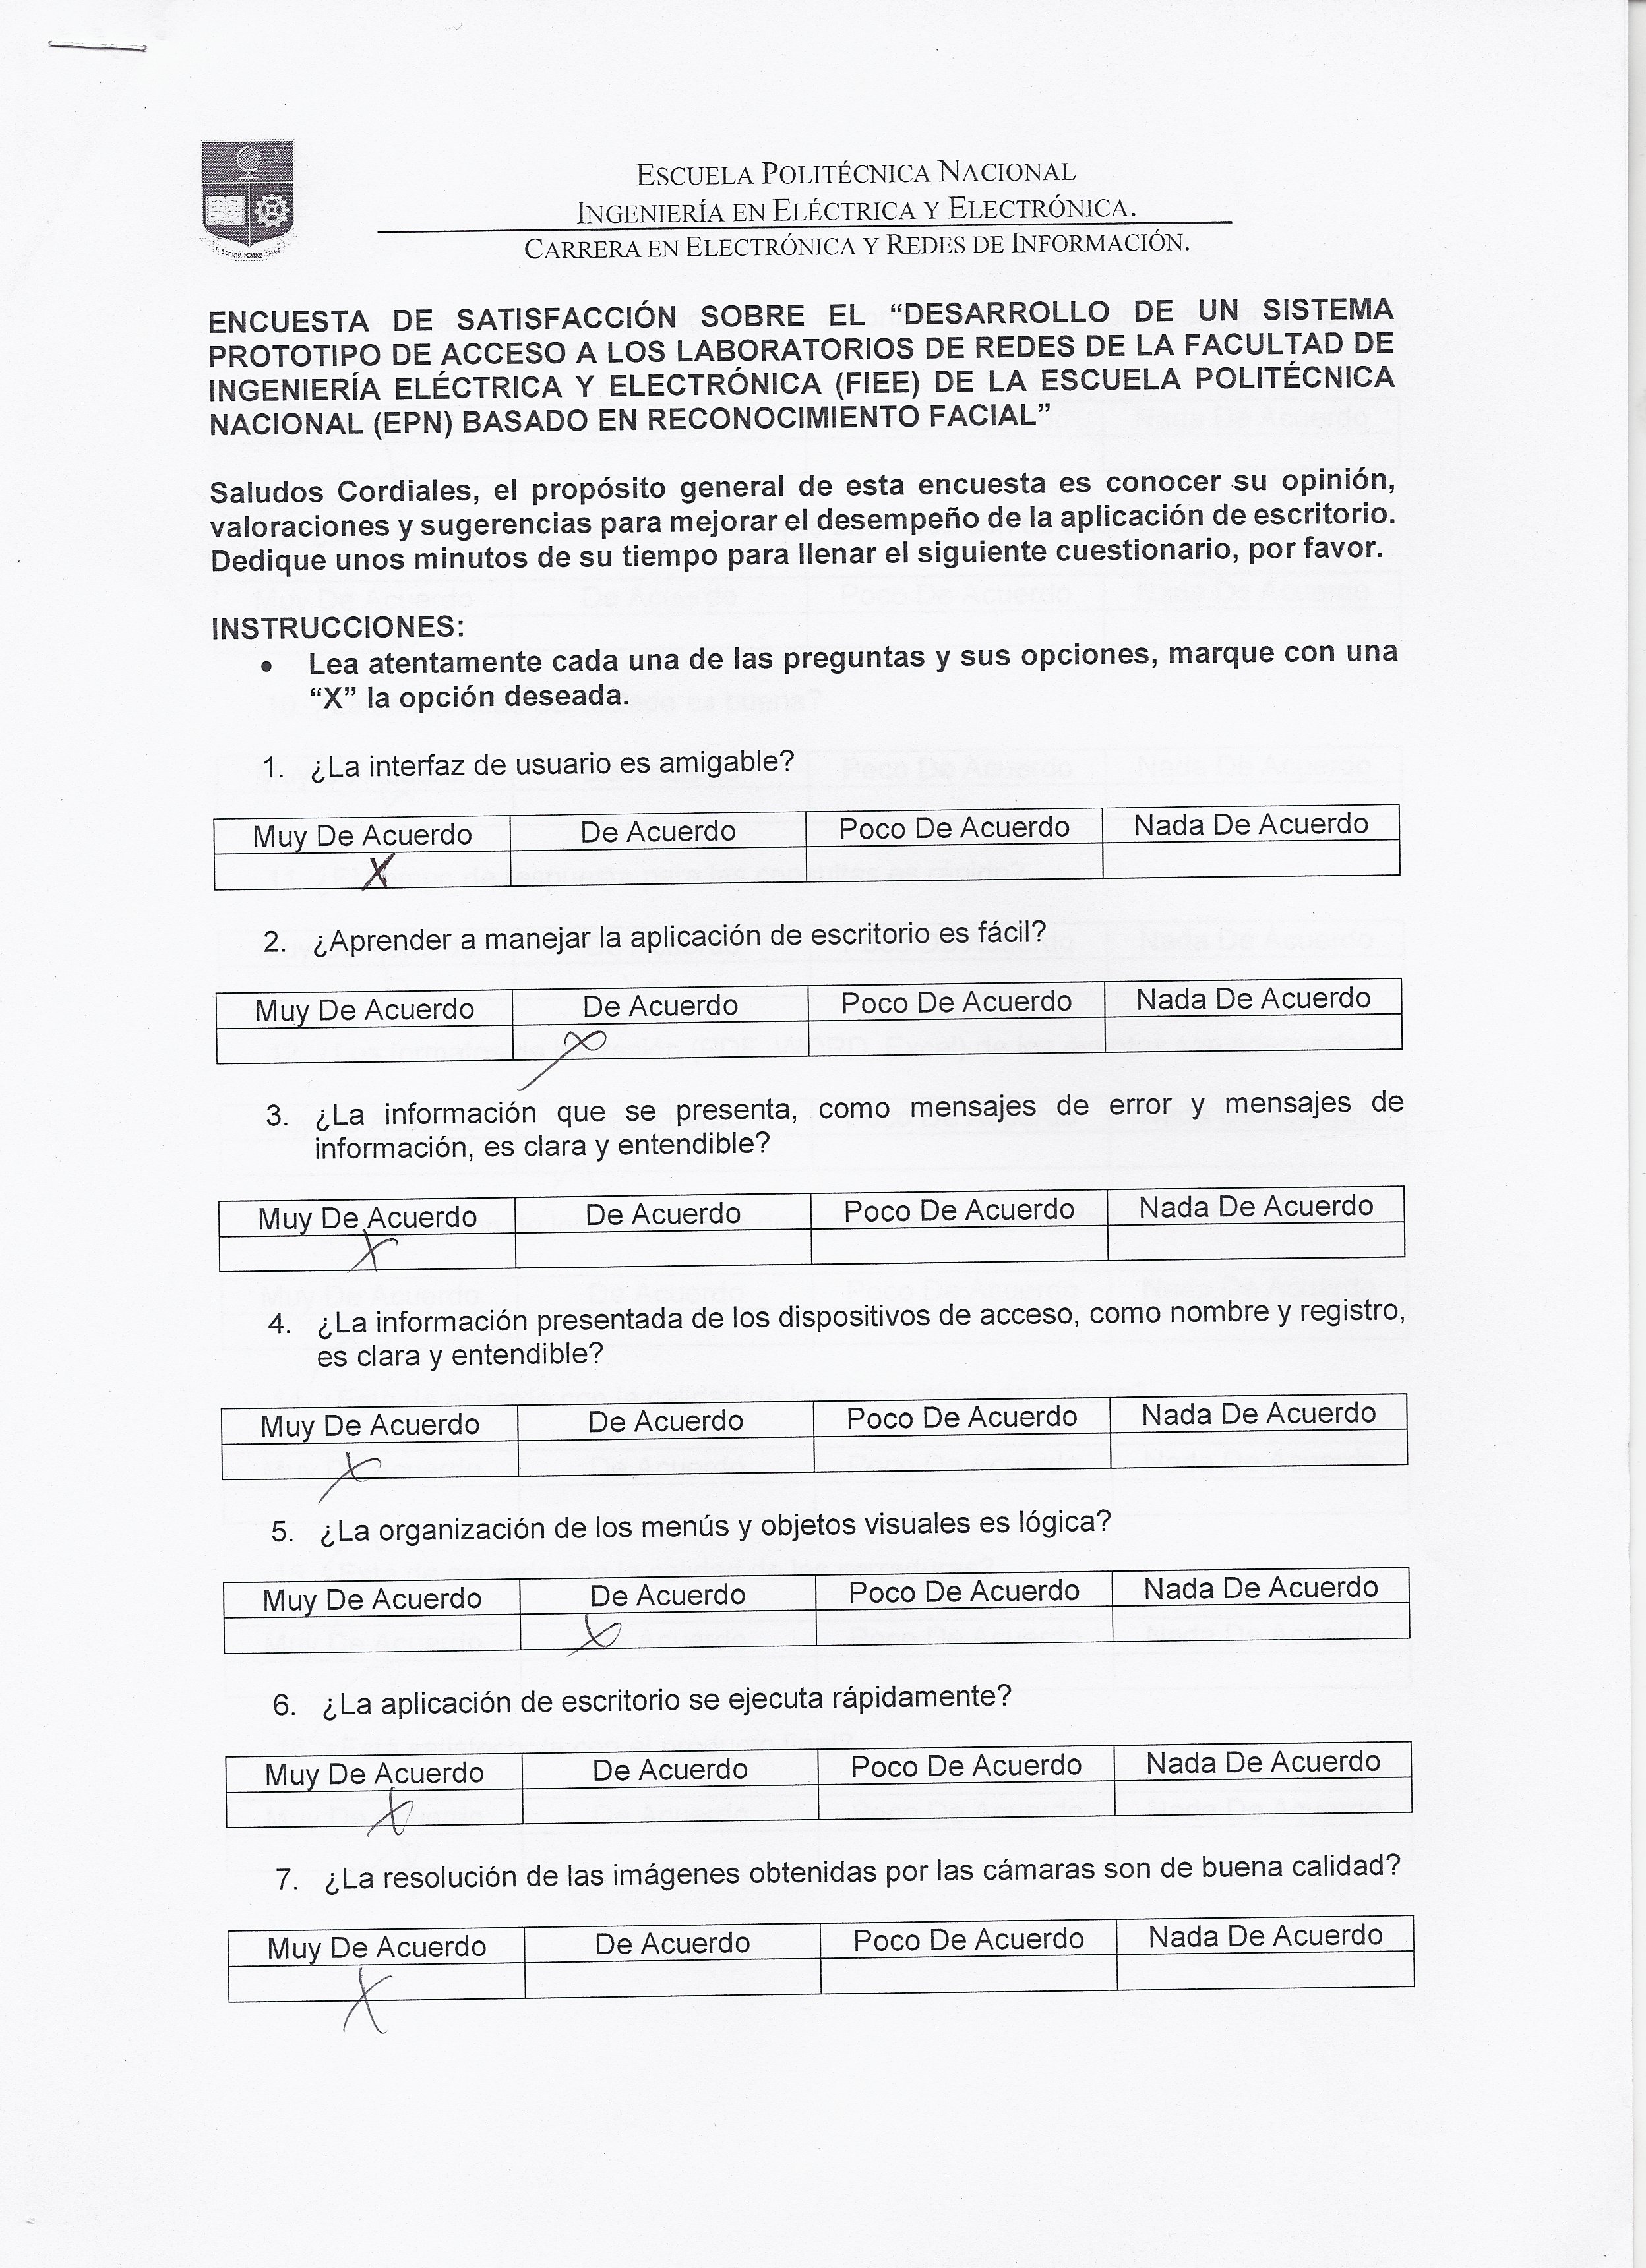 ESCUELA POLITÉCNICA NACIONAL
INGENIERÍA EN ELÉCTRICA Y ELECTRÓNICA.
CARRERA EN ELECTRÓNICA Y REDES DE INFORMACIÓN.
ENCUESTA DE SATISFACCIÓN SOBRE EL “DESARROLLO DE UN SISTEMA
PROTOTIPO DE ACCESO A LOS LABORATORIOS DE REDES DE LA FACULTAD DE
INGENIERÍA ELÉCTRICA Y ELECTRÓNICA (FIEE) DE LA ESCUELA POLITÉCNICA
NACIONAL (EPN) BASADO EN RECONOCIMIENTO FACIAL”
Saludos Cordiales, el propósito general de esta encuesta es conocer su opinión,
valoraciones y sugerencias para mejorar el desempeño de la aplicación de escritorio.
Dedique unos minutos de su tiempo para llenar el siguiente cuestionario, por favor.
INSTRUCCIONES:
• Lea atentamente cada una de las preguntas y sus opciones, marque con una
“X” la opción deseada.
1. ¿La interfaz de usuario es amigable?
Muy De Acuerdo De Acuerdo Poco De Acuerdo Nada De Acuerdo
X
2. ¿Aprender a manejar la aplicación de escritorio es fácil?
Muy De Acuerdo De Acuerdo Poco De Acuerdo Nada De Acuerdo
X
3. ¿La información que se presenta, como mensajes de error y mensajes de
información, es clara y entendible?
Muy De Acuerdo De Acuerdo Poco De Acuerdo Nada De Acuerdo
X
4. ¿La información presentada de los dispositivos de acceso, como nombre y registro,
es clara y entendible?
Muy De Acuerdo De Acuerdo Poco De Acuerdo Nada De Acuerdo
X
5. ¿La organización de los menús y objetos visuales es lógica?
Muy De Acuerdo De Acuerdo Poco De Acuerdo Nada De Acuerdo
X
6. ¿La aplicación de escritorio se ejecuta rápidamente?
Muy De Acuerdo De Acuerdo Poco De Acuerdo Nada De Acuerdo
X
7. ¿La resolución de las imágenes obtenidas por las cámaras son de buena calidad?
Muy De Acuerdo De Acuerdo Poco De Acuerdo Nada De Acuerdo
X